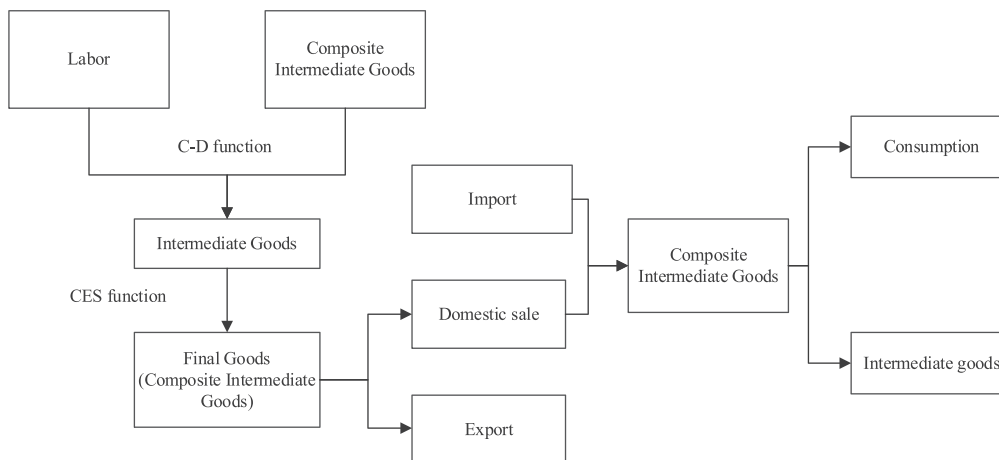 Labor
Composite
Intermediate Goods
C-D function
Intermediate Goods
CES function
Final Goods
(Composite Intermediate
Goods)
Import
Domestic sale
Export
Composite
Intermediate Goods
Consumption
Intermediate goods